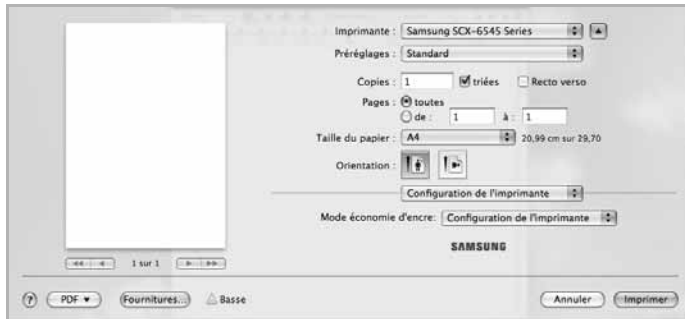 Imprimante : Samsung SCX-6545 Series
Préréglages : Standard
Copies : 1 triées Recto verso
Pages : toutes
de : 1 à : 1
Taille du papier : A4 20,99 cm sur 29,70
Orientation :
Configuration de l'imprimante
Mode économie d'encre: Configuration de l'imprimante
SAMSUNG
1 sur 1
? PDF Fournitures... Basse Annuler Imprimer